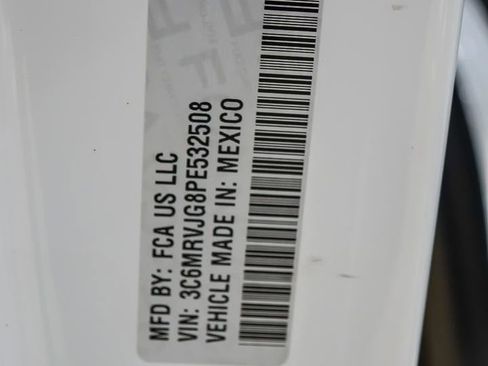 MFD BY: FCA US LLC
VIN: 3C6MRVJG8PE532508
VEHICLE MADE IN: MEXICO